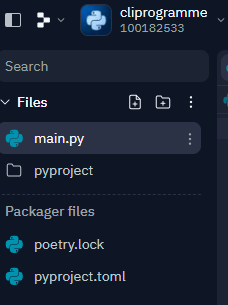 cliprogramme
100182533
Search
Files
main.py
pyproject
Packager files
poetry.lock
pyproject.toml